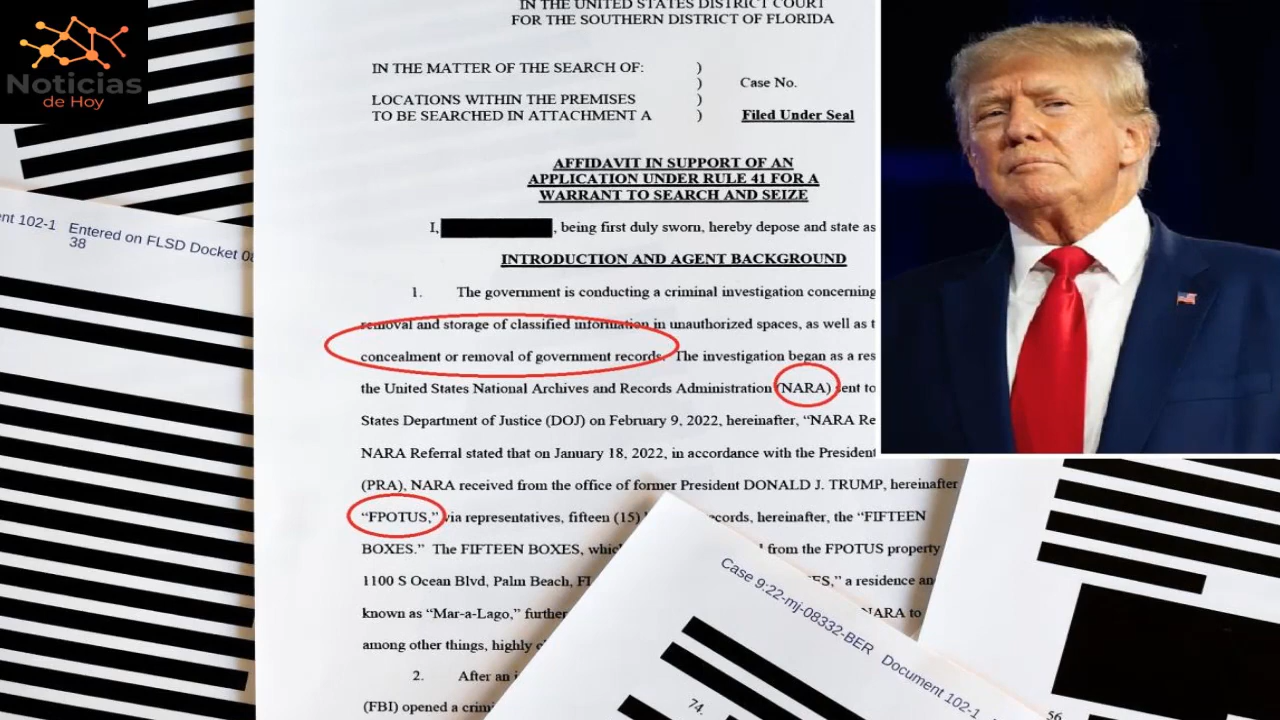 Noticias
de Hoy
ent 102-1 Entered on FLSD Docket 08
38
IN THE UNITED STATES DISTRICT COURT
FOR THE SOUTHERN DISTRICT OF FLORIDA
IN THE MATTER OF THE SEARCH OF: )
) Case No.
LOCATIONS WITHIN THE PREMISES )
TO BE SEARCHED IN ATTACHMENT A ) Filed Under Seal
AFFIDAVIT IN SUPPORT OF AN
APPLICATION UNDER RULE 41 FOR A
WARRANT TO SEARCH AND SEIZE
I, , being first duly sworn, hereby depose and state as
INTRODUCTION AND AGENT BACKGROUND
1. The government is conducting a criminal investigation concerning
removal and storage of classified information in unauthorized spaces, as well as t
concealment or removal of government records. The investigation began as a res
the United States National Archives and Records Administration (NARA) sent to
States Department of Justice (DOJ) on February 9, 2022, hereinafter, “NARA Re
NARA Referral stated that on January 18, 2022, in accordance with the President
(PRA), NARA received from the office of former President DONALD J. TRUMP, hereinafter
“FPOTUS,” via representatives, fifteen (15) records, hereinafter, the “FIFTEEN
BOXES.” The FIFTEEN BOXES, which from the FPOTUS property
1100 S Ocean Blvd, Palm Beach, ES,” a residence an
known as “Mar-a-Lago,” further NARA to
among other things, highly
2. After an
(FBI) opened a crim
Case 9:22-mj-08332-BER Document 102-1
74.
56